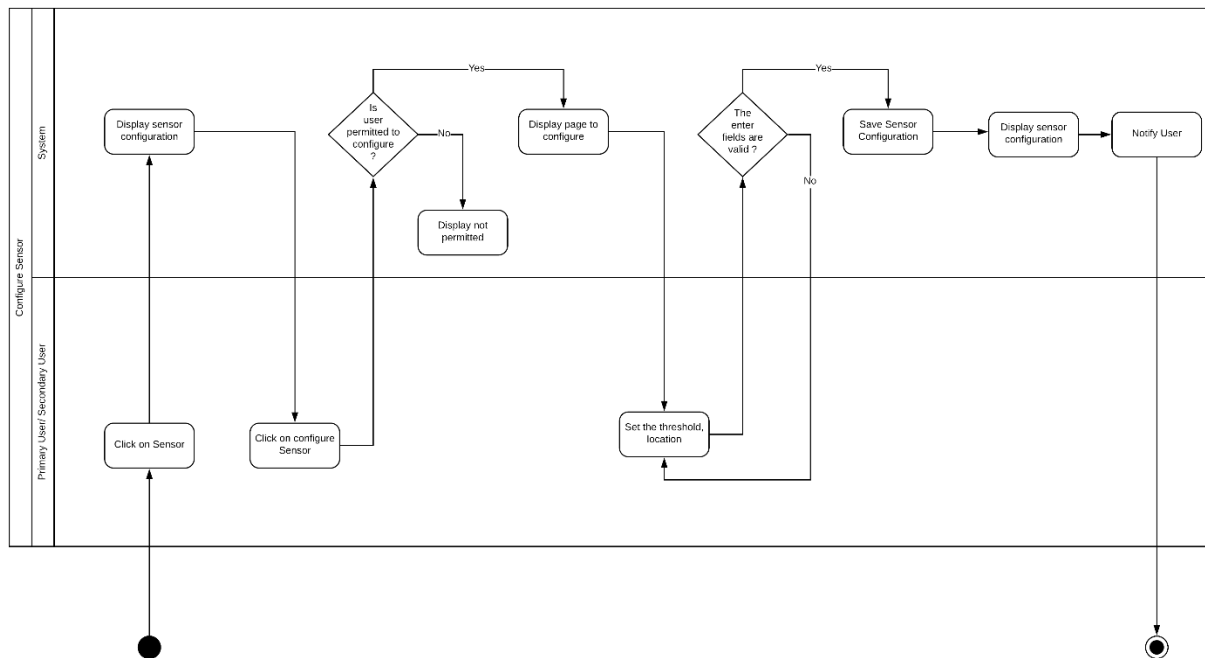 Configure Sensor
System
Primary User/ Secondary User
Display sensor
configuration
Is
user
permitted to
configure
?
Yes
No
Display not
permitted
Display page to
configure
The
enter
fields are
valid ?
Yes
No
Save Sensor
Configuration
Display sensor
configuration
Notify User
Click on Sensor
Click on configure
Sensor
Set the threshold,
location